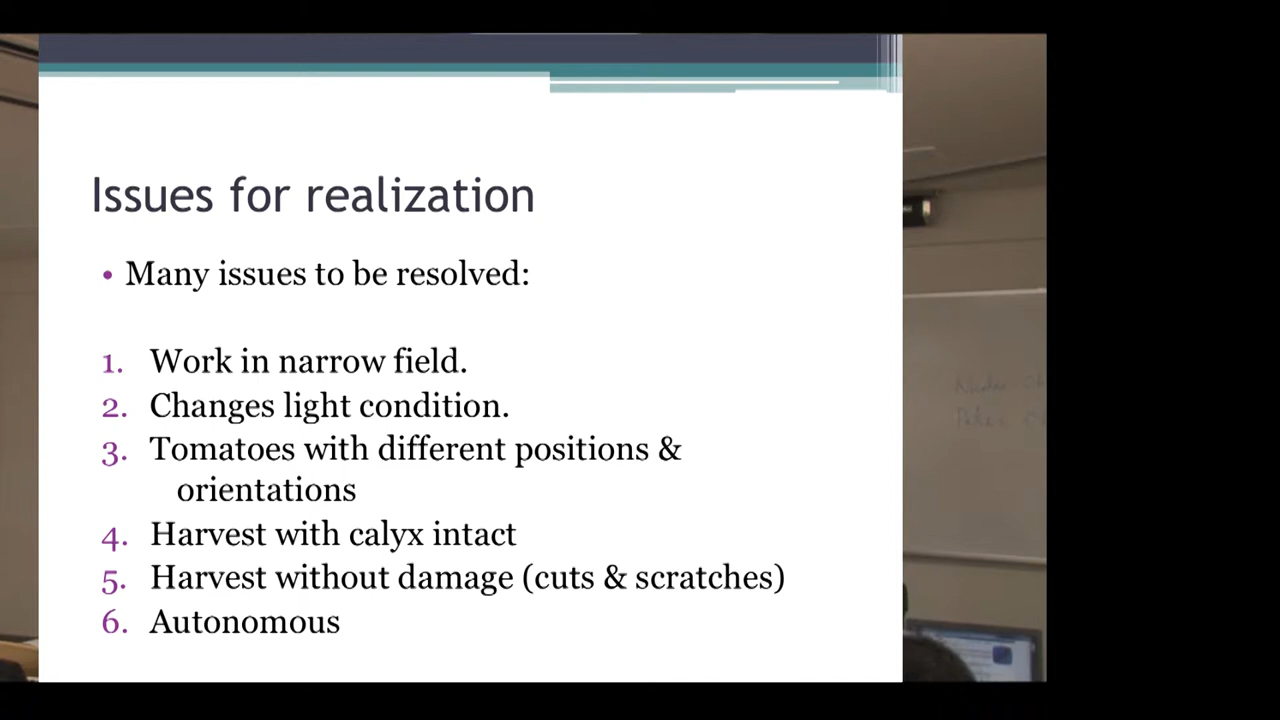 Issues for realization
• Many issues to be resolved:
1. Work in narrow field.
2. Changes light condition.
3. Tomatoes with different positions &
orientations
4. Harvest with calyx intact
5. Harvest without damage (cuts & scratches)
6. Autonomous